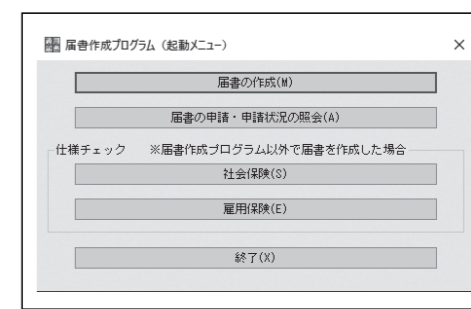 届書作成プログラム（起動メニュー）
届書の作成(M)
届書の申請・申請状況の照会(A)
仕様チェック　※届書作成プログラム以外で届書を作成した場合
社会保険(S)
雇用保険(E)
終了(X)